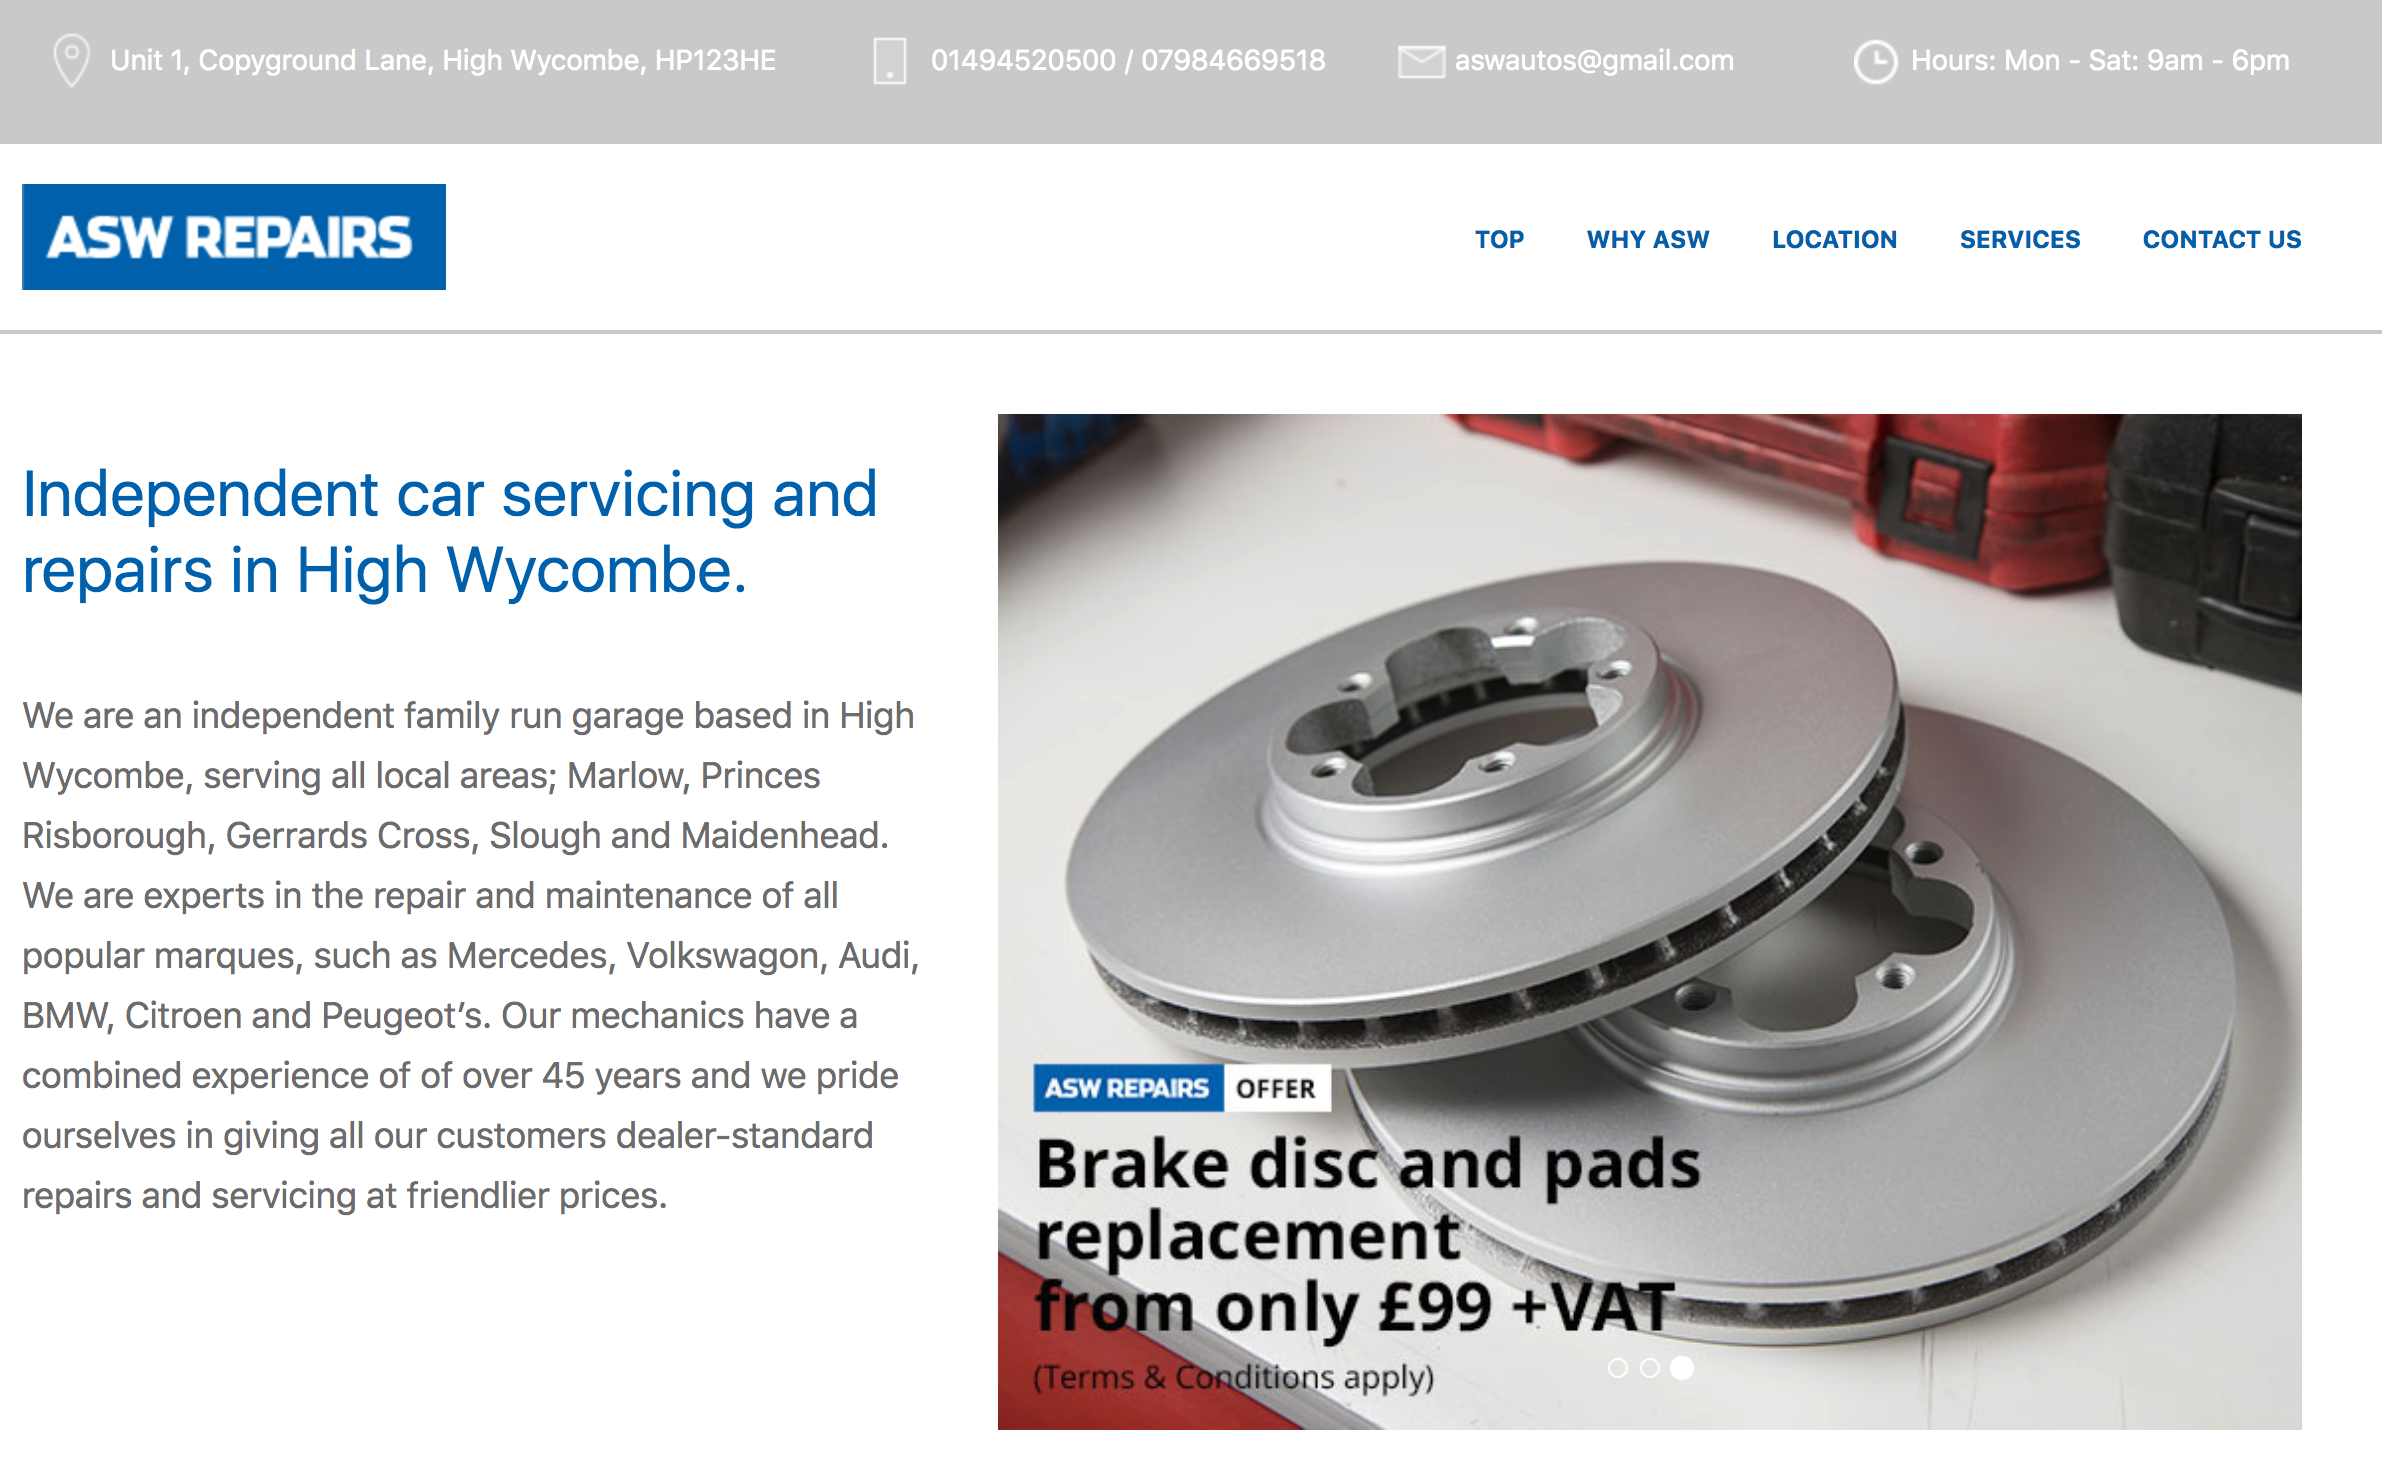 Unit 1, Copyground Lane, High Wycombe, HP123HE
01494520500 / 07984669518
aswautos@gmail.com
Hours: Mon - Sat: 9am - 6pm
ASW REPAIRS
TOP
WHY ASW
LOCATION
SERVICES
CONTACT US
Independent car servicing and
repairs in High Wycombe.
We are an independent family run garage based in High
Wycombe, serving all local areas; Marlow, Princes
Risborough, Gerrards Cross, Slough and Maidenhead.
We are experts in the repair and maintenance of all
popular marques, such as Mercedes, Volkswagon, Audi,
BMW, Citroen and Peugeot’s. Our mechanics have a
combined experience of of over 45 years and we pride
ourselves in giving all our customers dealer-standard
repairs and servicing at friendlier prices.
ASW REPAIRS OFFER
Brake disc and pads
replacement
from only £99 +VAT
(Terms & Conditions apply)